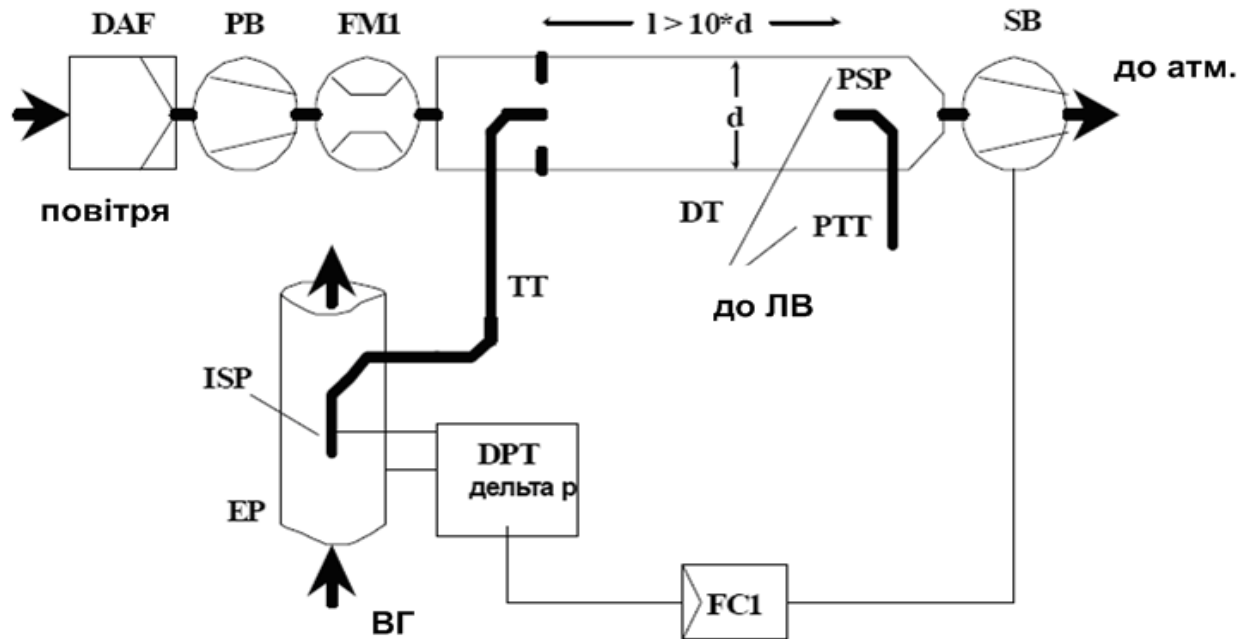 DAF
PB
FM1
l > 10*d
SB
до атм.
PSP
d
повітря
DT
PTT
TT
до ЛВ
ISP
DPT
дельта р
EP
FC1
ВГ